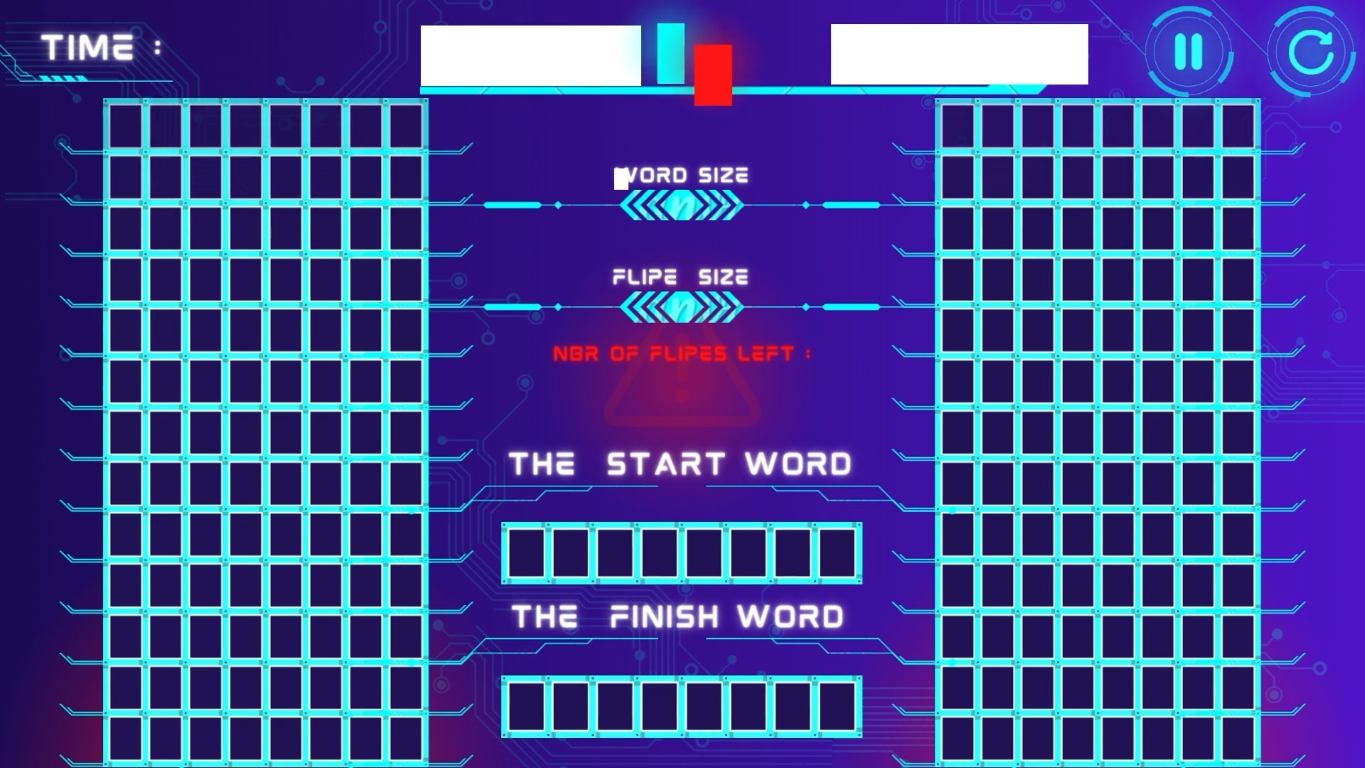 TIME :
WORD SIZE
FLIPE SIZE
NBR OF FLIPES LEFT :
THE START WORD
THE FINISH WORD